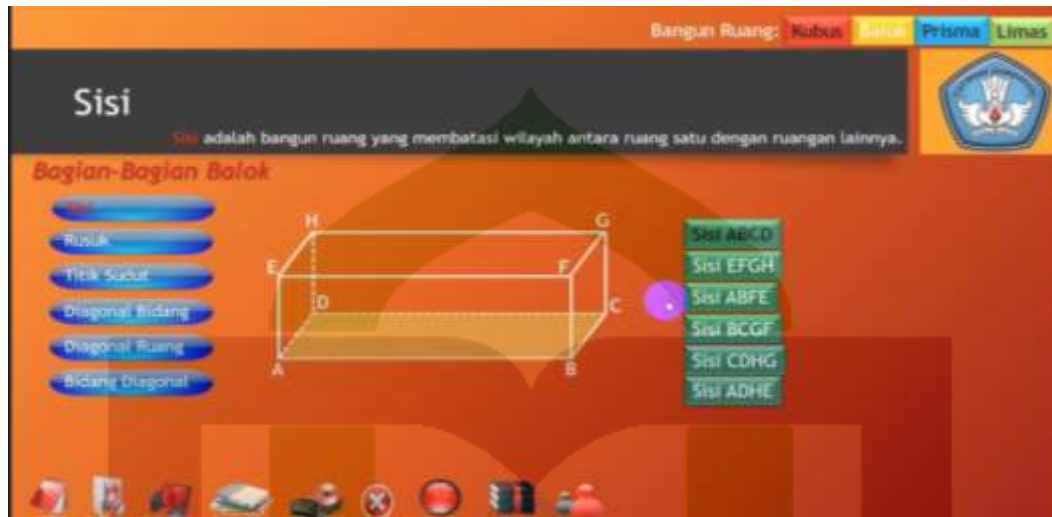 Bangun Ruang: Kubus Balok Prisma Limas
Sisi
Sisi adalah bangun ruang yang membatasi wilayah antara ruang satu dengan ruangan lainnya.
Bagian-Bagian Balok
Sisi
Rusuk
Titik Sudut
Diagonal Bidang
Diagonal Ruang
Bidang Diagonal
H G
E F
D C
A B
Sisi ABCD
Sisi EFGH
Sisi ABFE
Sisi BCGF
Sisi CDHG
Sisi ADHE